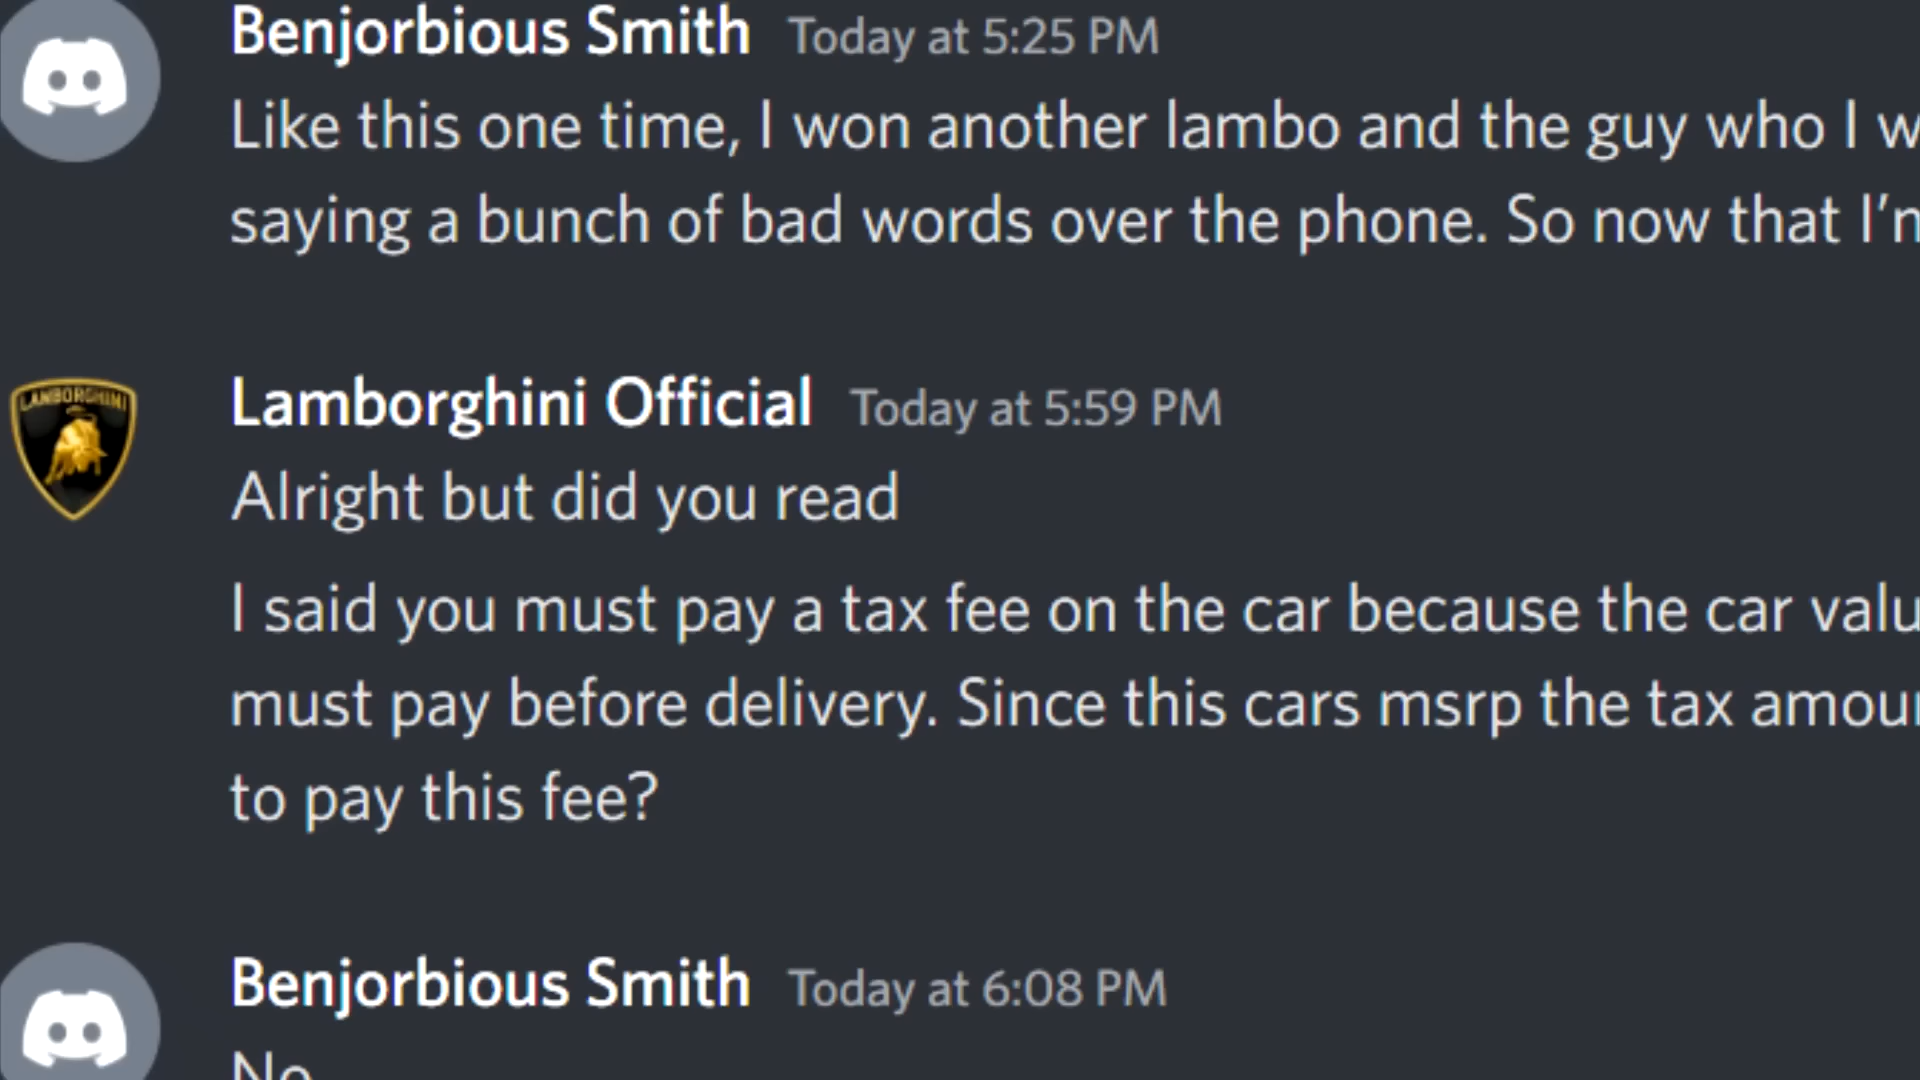 Benjorbious Smith Today at 5:25 PM
Like this one time, I won another lambo and the guy who I
saying a bunch of bad words over the phone. So now that
LAMBORGHINI
Lamborghini Official Today at 5:59 PM
Alright but did you read
I said you must pay a tax fee on the car because the car
must pay before delivery. Since this cars msrp the tax
to pay this fee?
Benjorbious Smith Today at 6:08 PM
No